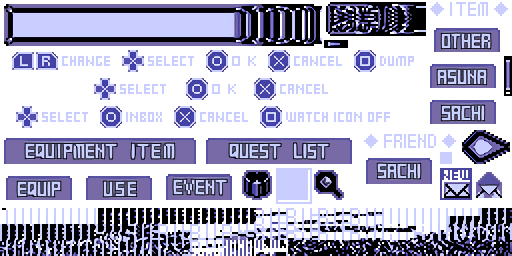 ITEM
OTHER
L R CHANGE SELECT O K CANCEL DUMP
ASUNA
SELECT O K CANCEL
SACHI
SELECT INBOX CANCEL WATCH ICON OFF
EQUIPMENT ITEM QUEST LIST
FRIEND
SACHI
EQUIP USE EVENT
NEW